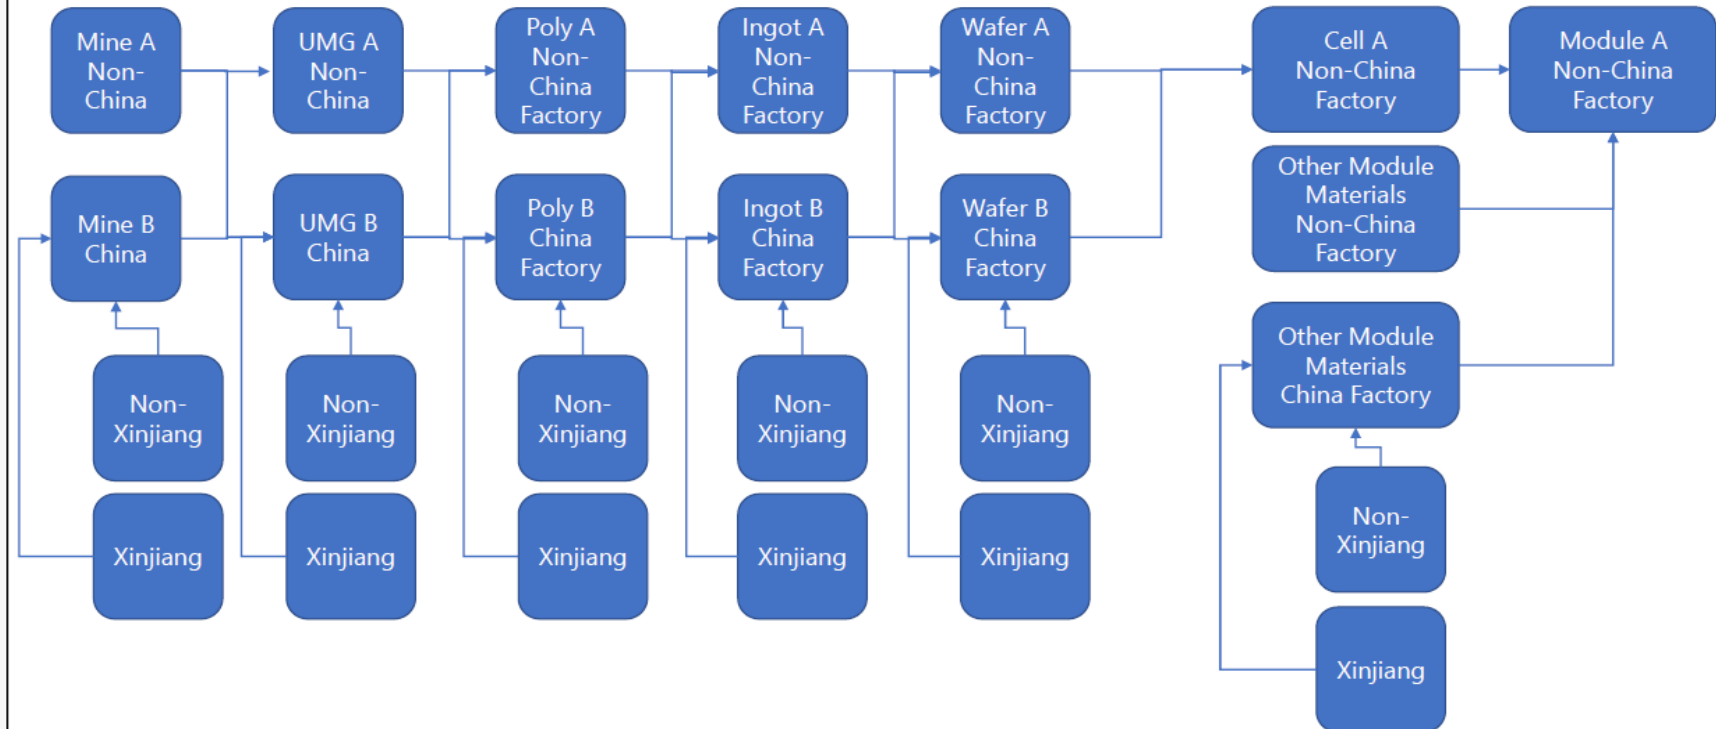 Mine A
Non-
China
UMG A
Non-
China
Poly A
Non-
China
Factory
Ingot A
Non-
China
Factory
Wafer A
Non-
China
Factory
Cell A
Non-China
Factory
Module A
Non-China
Factory
Mine B
China
UMG B
China
Poly B
China
Factory
Ingot B
China
Factory
Wafer B
China
Factory
Other Module
Materials
Non-China
Factory
Other Module
Materials
China Factory
Non-
Xinjiang
Non-
Xinjiang
Non-
Xinjiang
Non-
Xinjiang
Non-
Xinjiang
Non-
Xinjiang
Xinjiang
Xinjiang
Xinjiang
Xinjiang
Xinjiang
Xinjiang